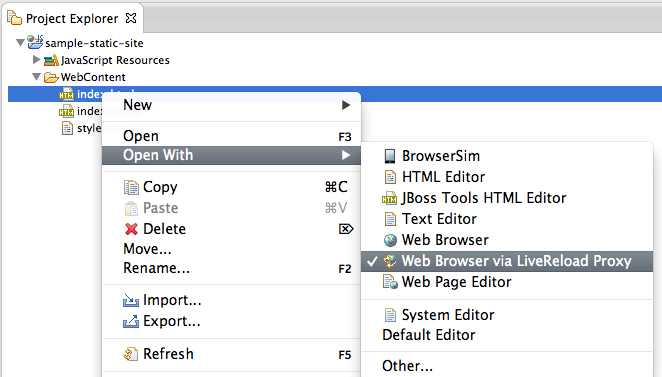 Project Explorer
sample-static-site
JavaScript Resources
WebContent
index.html
inde
style
New
Open F3
Open With
Copy ⌘C
Paste ⌘V
Delete ⌦
Move...
Rename... F2
Import...
Export...
Refresh F5
BrowserSim
HTML Editor
JBoss Tools HTML Editor
Text Editor
Web Browser
✓ Web Browser via LiveReload Proxy
Web Page Editor
System Editor
Default Editor
Other...